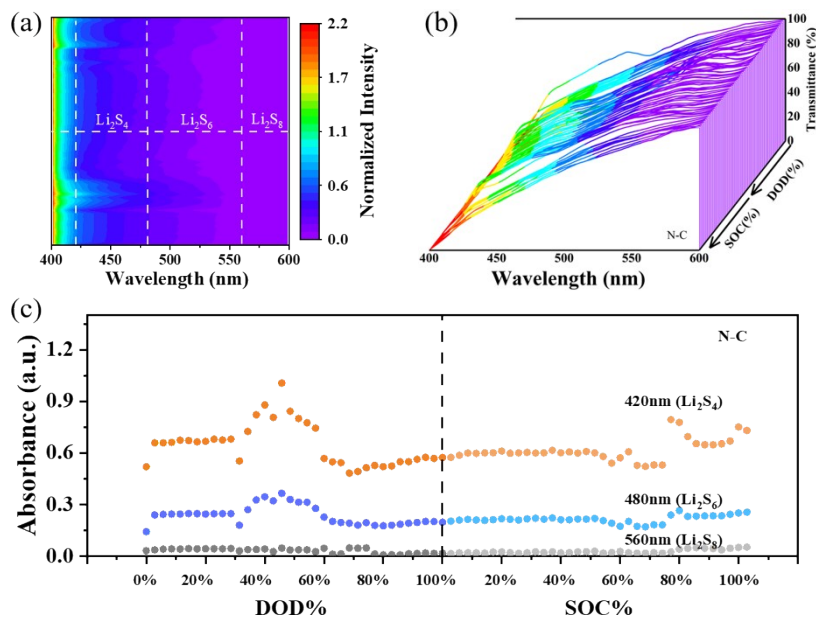 (a)
Li₂S₄
Li₂S₆
Li₂S₈
400
450
500
550
600
Wavelength (nm)
2.2
1.7
1.1
0.6
0.0
Normalized Intensity
(b)
100
80
60
40
20
0
Transmittance (%)
DOD(%)
SOC(%)
N-C
400
450
500
550
600
Wavelength (nm)
(c)
N-C
1.2
0.9
0.6
0.3
0.0
Absorbance (a.u.)
420nm (Li₂S₄)
480nm (Li₂S₆)
560nm (Li₂S₈)
0% 20% 40% 60% 80% 100% 20% 40% 60% 80% 100%
DOD% SOC%